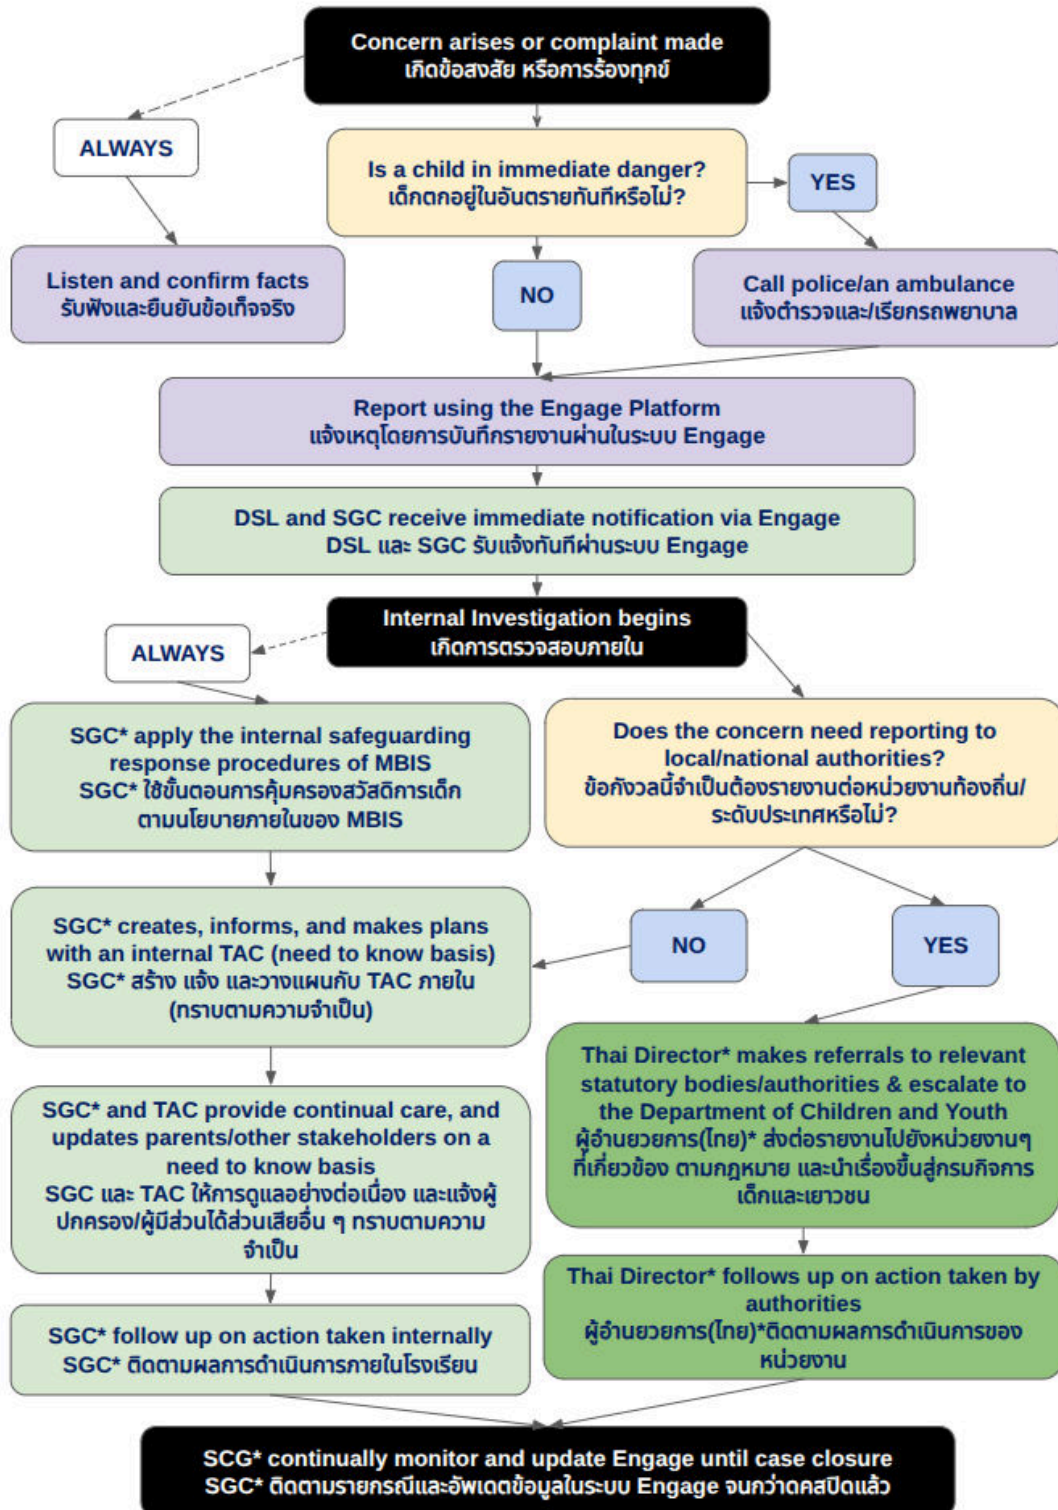 Concern arises or complaint made
เกิดข้อสงสัย หรือการร้องทุกข์
ALWAYS
Is a child in immediate danger?
เด็กตกอยู่ในอันตรายทันทีหรือไม่?
YES
Listen and confirm facts
รับฟังและยืนยันข้อเท็จจริง
NO
Call police/an ambulance
แจ้งตำรวจและ/เรียกรถพยาบาล
Report using the Engage Platform
แจ้งเหตุโดยการบันทึกรายงานผ่านในระบบ Engage
DSL and SGC receive immediate notification via Engage
DSL และ SGC รับแจ้งทันทีผ่านระบบ Engage
Internal Investigation begins
เกิดการตรวจสอบภายใน
ALWAYS
SGC* apply the internal safeguarding
response procedures of MBIS
SGC* ใช้ขั้นตอนการคุ้มครองสวัสดิการเด็ก
ตามนโยบายภายในของ MBIS
Does the concern need reporting to
local/national authorities?
ข้อกังวลนี้จำเป็นต้องรายงานต่อหน่วยงานท้องถิ่น/
ระดับประเทศหรือไม่?
SGC* creates, informs, and makes plans
with an internal TAC (need to know basis)
SGC* สร้าง แจ้ง และวางแผนกับ TAC ภายใน
(ทราบตามความจำเป็น)
NO
YES
SGC* and TAC provide continual care, and
updates parents/other stakeholders on a
need to know basis
SGC และ TAC ให้การดูแลอย่างต่อเนื่อง และแจ้งผู้
ปกครอง/ผู้มีส่วนได้ส่วนเสียอื่น ๆ ทราบตามความ
จำเป็น
Thai Director* makes referrals to relevant
statutory bodies/authorities & escalate to
the Department of Children and Youth
ผู้อำนยวยการ(ไทย)* ส่งต่อรายงานไปยังหน่วยงานๆ
ที่เกี่ยวข้อง ตามกฎหมาย และนำเรื่องขึ้นสู่กรมกิจการ
เด็กและเยาวชน
SGC* follow up on action taken internally
SGC* ติดตามผลการดำเนินการภายในโรงเรียน
Thai Director* follows up on action taken by
authorities
ผู้อำนยวยการ(ไทย)*ติดตามผลการดำเนินการของ
หน่วยงาน
SCG* continually monitor and update Engage until case closure
SGC* ติดตามรายกรณีและอัพเดตข้อมูลในระบบ Engage จนกว่าดคสปิดแล้ว